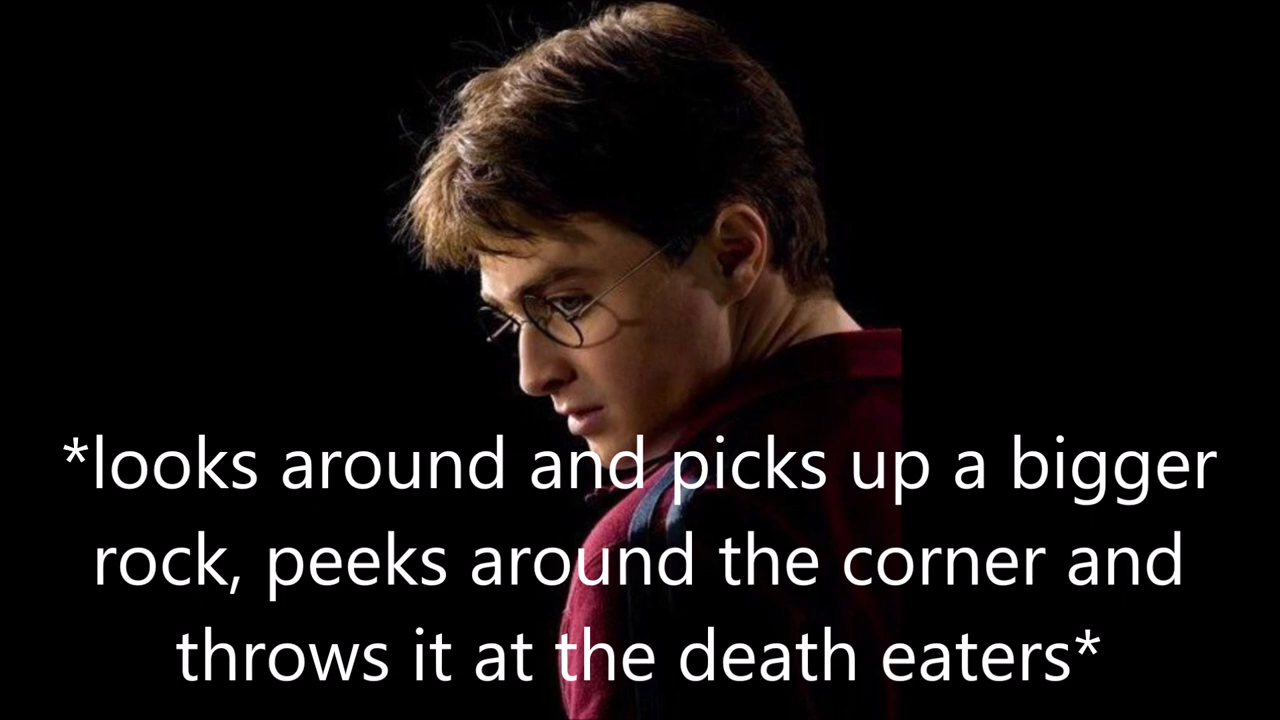 *looks around and picks up a bigger
rock, peeks around the corner and
throws it at the death eaters*